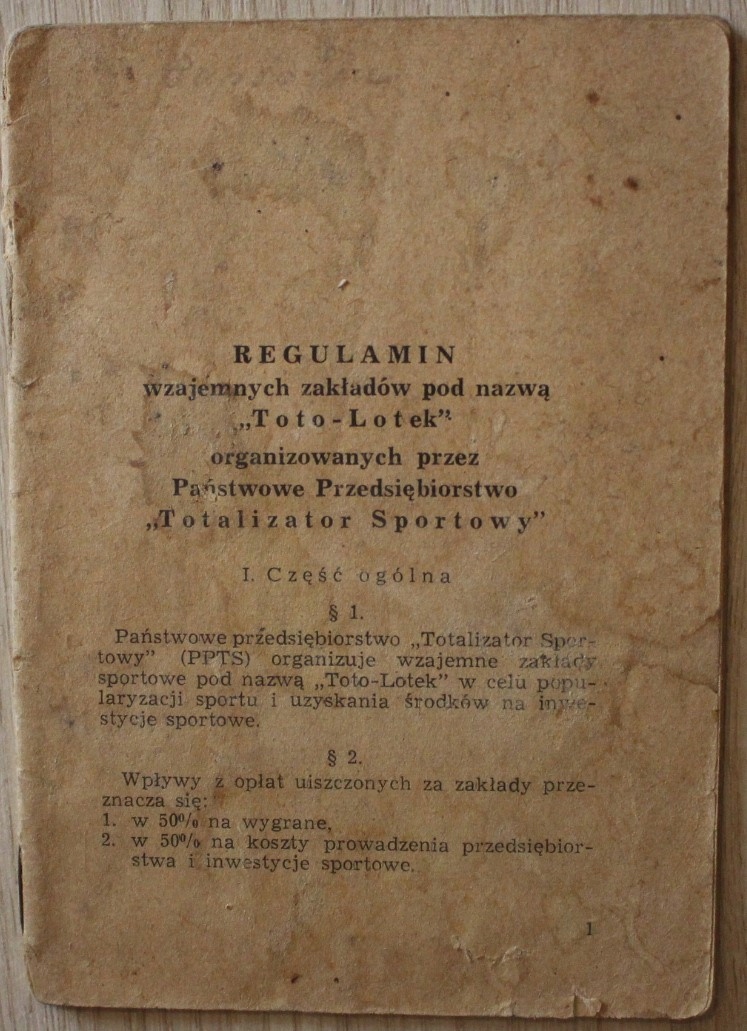 REGULAMIN
wzajemnych zakładów pod nazwą
„Toto-Lotek”
organizowanych przez
Państwowe Przedsiębiorstwo
„Totalizator Sportowy”
I. Część ogólna
§ 1.
Państwowe przedsiębiorstwo „Totalizator Spor-
towy” (PPTS) organizuje wzajemne zakłady
sportowe pod nazwą „Toto-Lotek” w celu popu-
laryzacji sportu i uzyskania środków na inwe-
stycje sportowe.
§ 2.
Wpływy z opłat uiszczonych za zakłady prze-
znacza się:
1. w 50% na wygrane,
2. w 50% na koszty prowadzenia przedsiębior-
stwa i inwestycje sportowe.
1